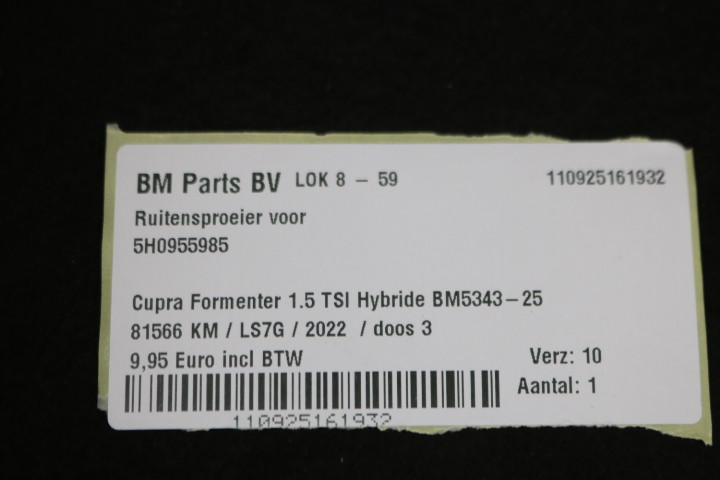 BM Parts BV LOK 8 - 59 110925161932
Ruitensproeier voor
5H0955985
Cupra Formenter 1.5 TSI Hybride BM5343-25
81566 KM / LS7G / 2022 / doos 3
9,95 Euro incl BTW Verz: 10
Aantal: 1
110925161932